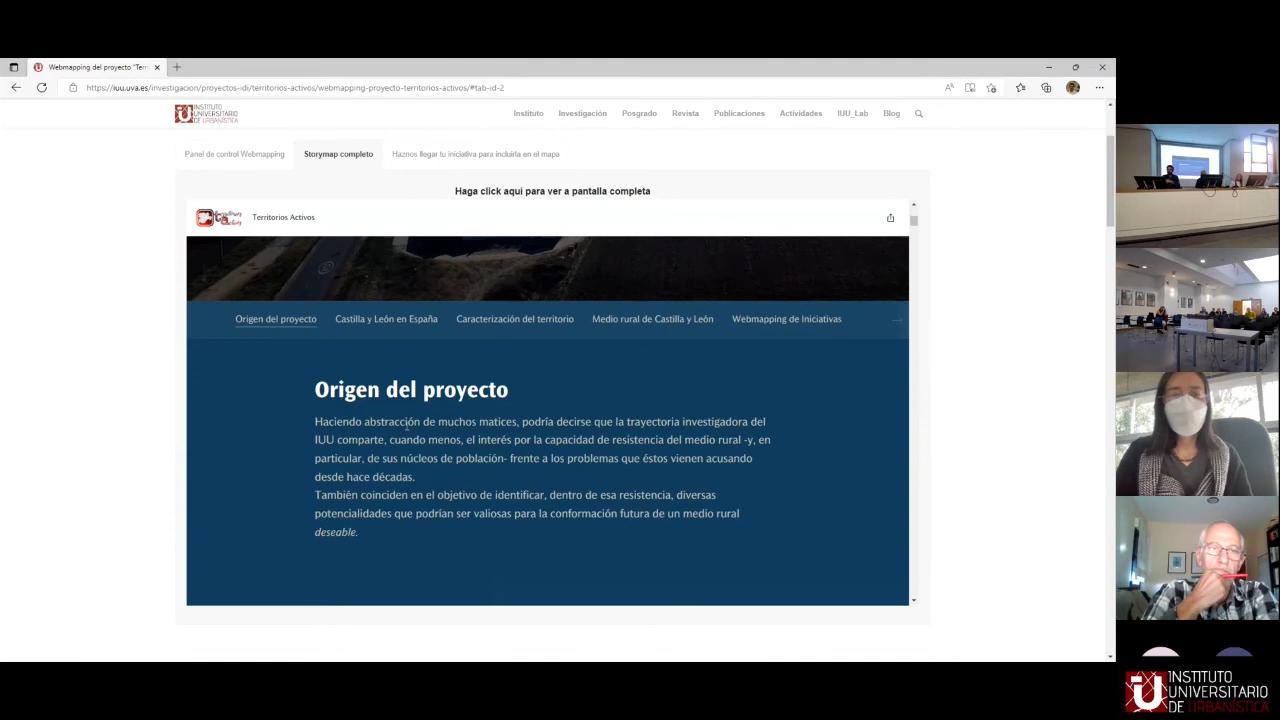 Webmapping del proyecto "Terri
https://iuu.uva.es/investigacion/proyectos-idi/territorios-activos/webmapping-proyecto-territorios-activos/#tab-id-2
INSTITUTO
UNIVERSITARIO
DE URBANÍSTICA
Instituto Investigación Posgrado Revista Publicaciones Actividades IUU_Lab Blog
Panel de control Webmapping Storymap completo Haznos llegar tu iniciativa para incluirla en el mapa
Haga click aquí para ver a pantalla completa
Territorios Activos
Origen del proyecto Castilla y León en España Caracterización del territorio Medio rural de Castilla y León Webmapping de Iniciativas
Origen del proyecto
Haciendo abstracción de muchos matices, podría decirse que la trayectoria investigadora del
IUU comparte, cuando menos, el interés por la capacidad de resistencia del medio rural -y, en
particular, de sus núcleos de población- frente a los problemas que éstos vienen acusando
desde hace décadas.
También coinciden en el objetivo de identificar, dentro de esa resistencia, diversas
potencialidades que podrían ser valiosas para la conformación futura de un medio rural
deseable.
INSTITUTO
UNIVERSITARIO
DE URBANÍSTICA